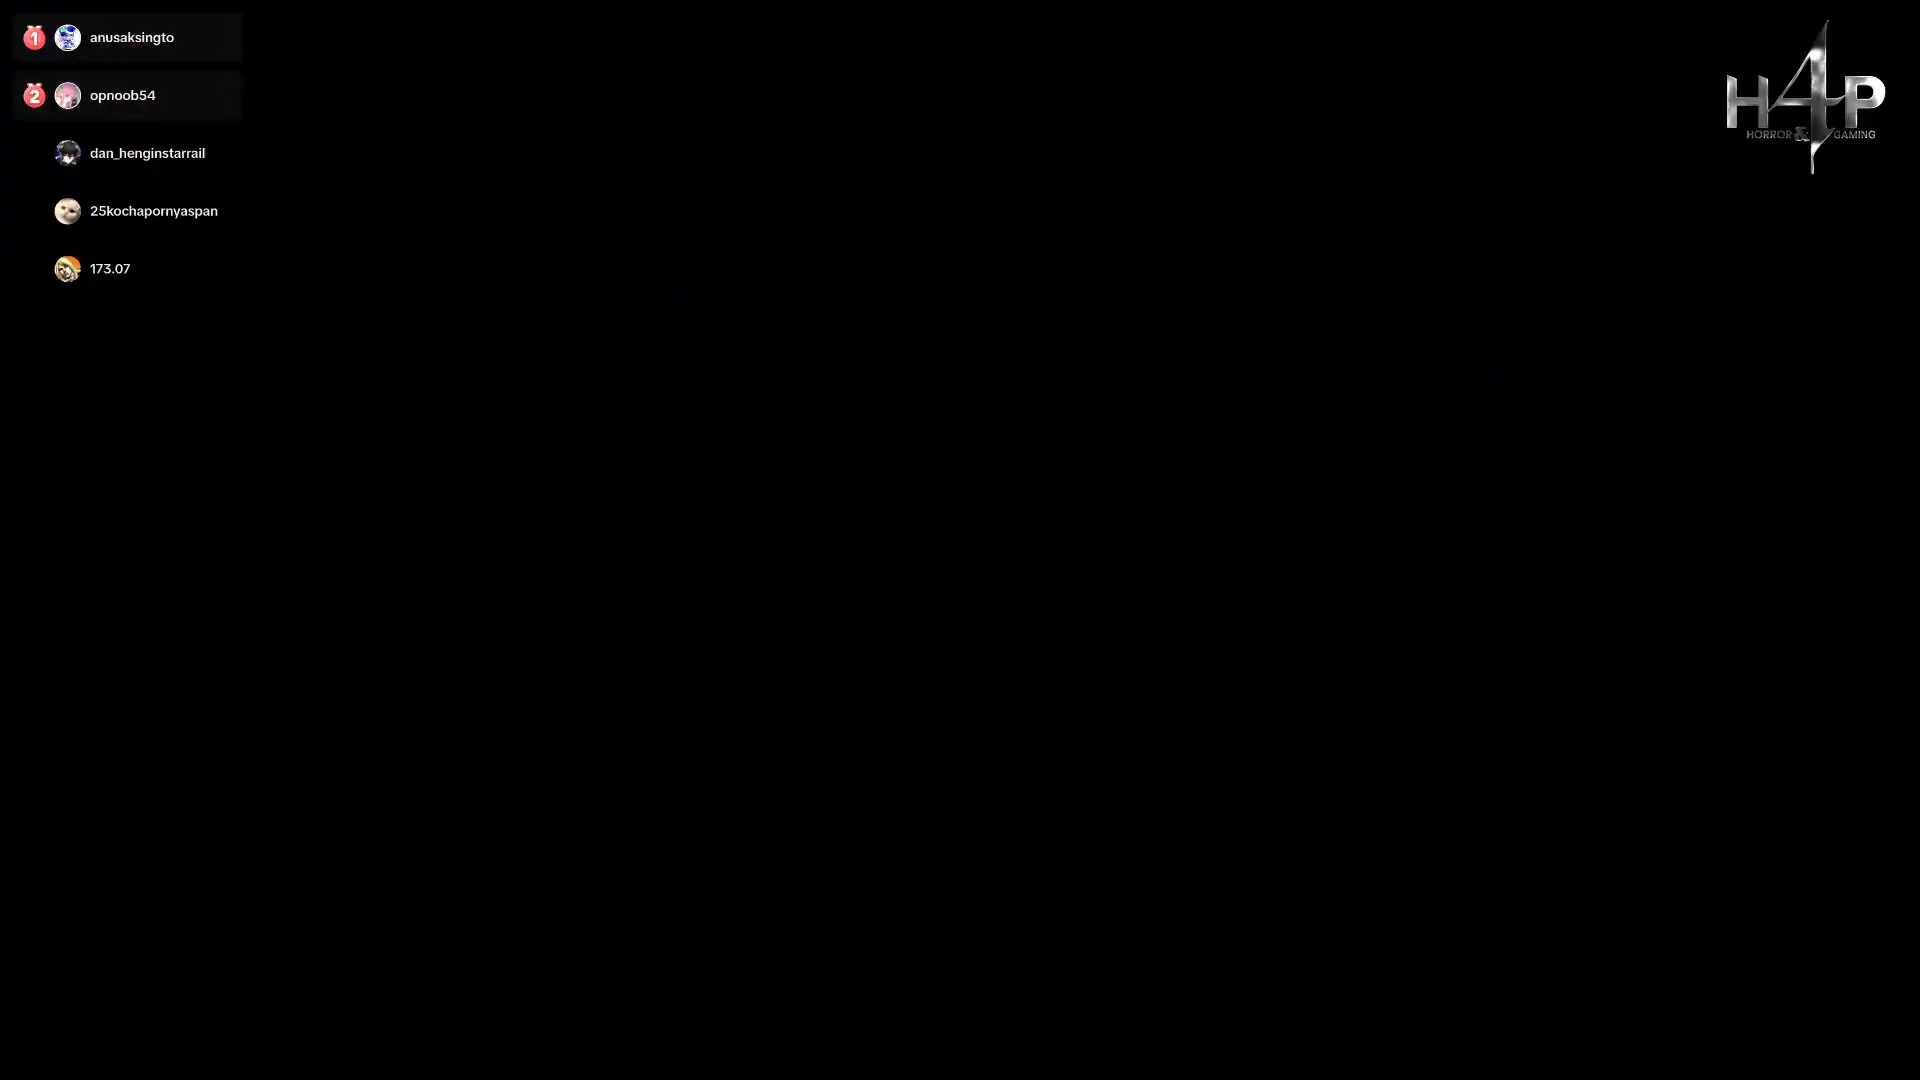 1 anusaksingto
2 opnoob54
dan_henginstarrail
25kochapornyaspan
173.07
H4P
HORROR & GAMING